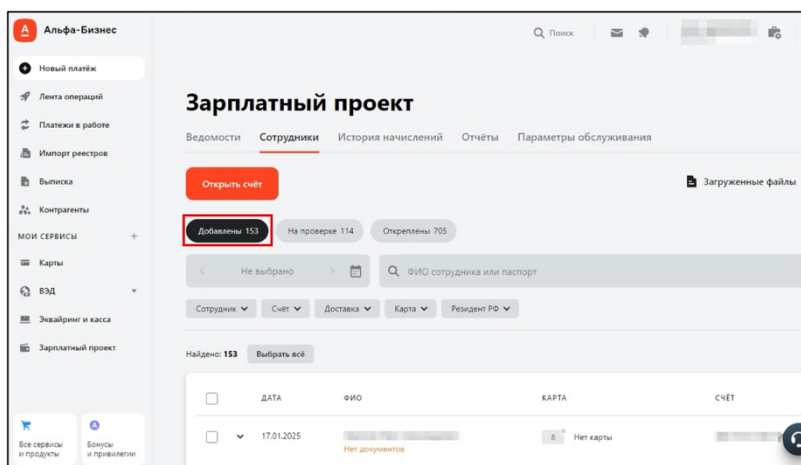 Альфа-Бизнес
Поиск
Новый платёж
Лента операций
Платежи в работе
Импорт реестров
Выписка
Контрагенты
МОИ СЕРВИСЫ +
Карты
ВЭД
Эквайринг и касса
Зарплатный проект
Все сервисы
и продукты
Бонусы
и привилегии
Зарплатный проект
Ведомости Сотрудники История начислений Отчёты Параметры обслуживания
Открыть счёт
Загруженные файлы
Добавлены 153 На проверке 114 Откреплены 705
Не выбрано
ФИО сотрудника или паспорт
Сотрудник Счёт Доставка Карта Резидент РФ
Найдено: 153 Выбрать всё
ДАТА ФИО КАРТА СЧЁТ
17.01.2025 Нет карты
Нет документов